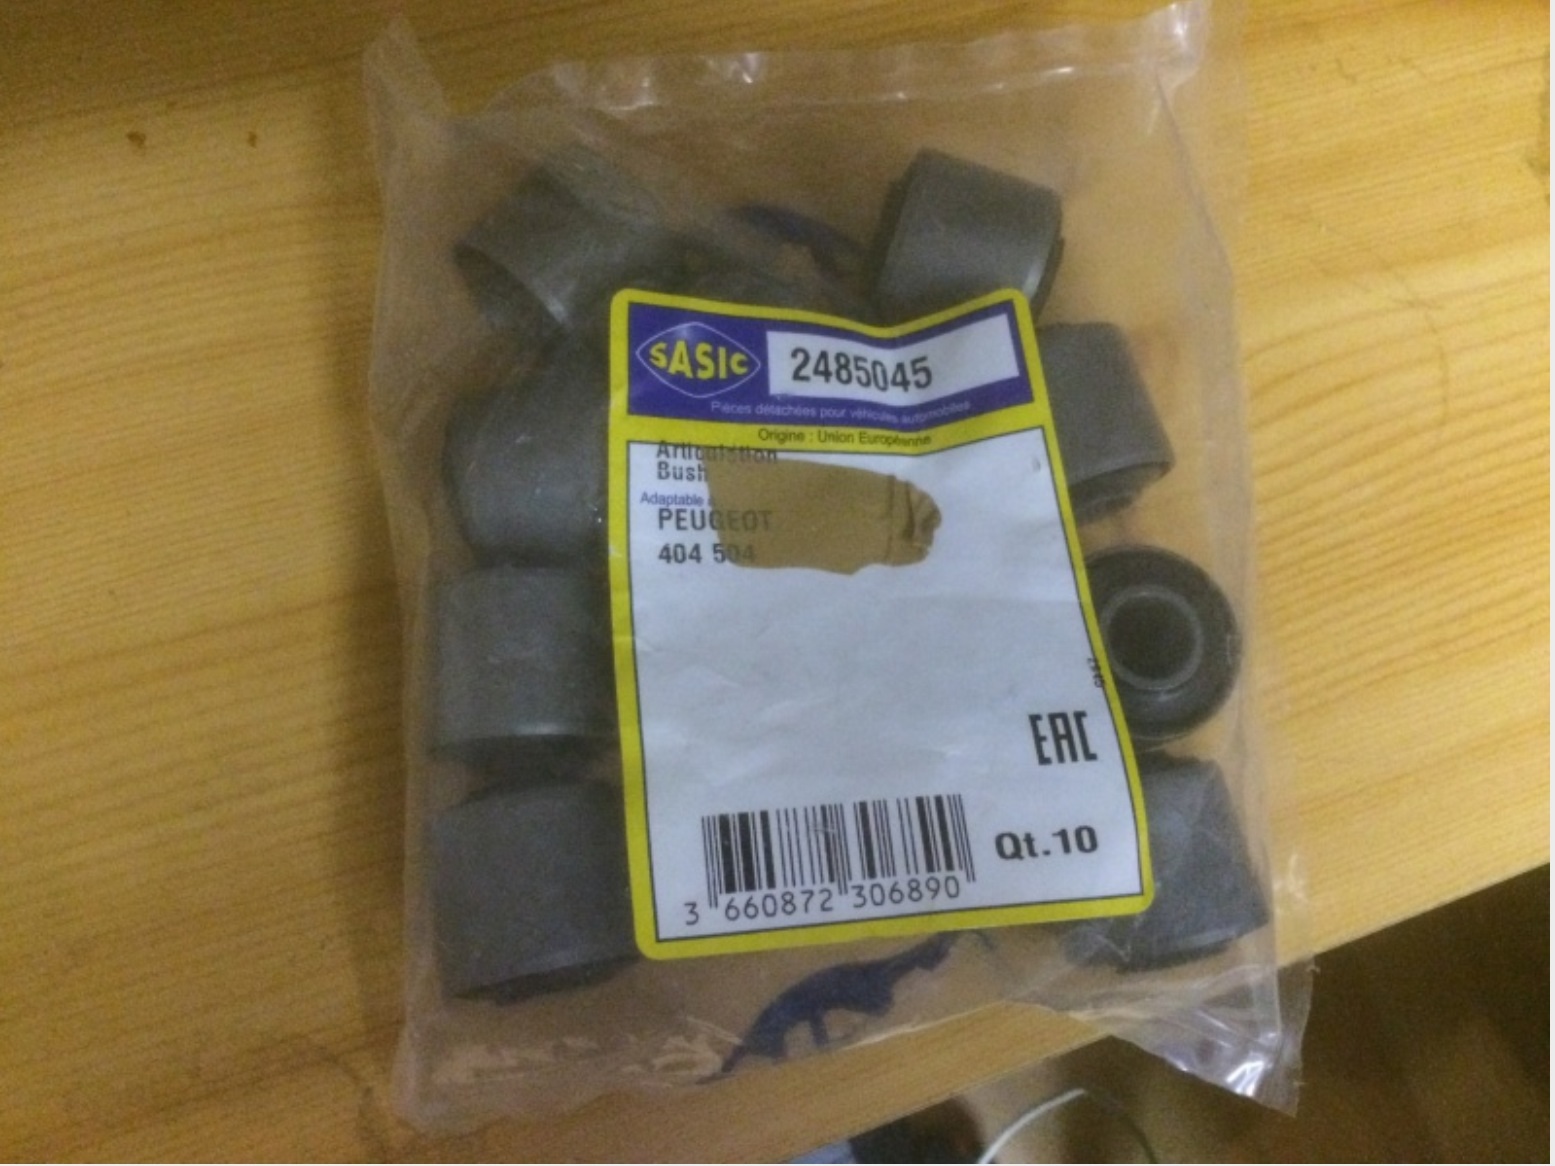 SASIC
2485045
Pièces détachées pour véhicules automobiles
Origine : Union Européenne
Articulation
Bush
Adaptable
PEUGEOT
404 504
EAC
Qt.10
3 660872 306890